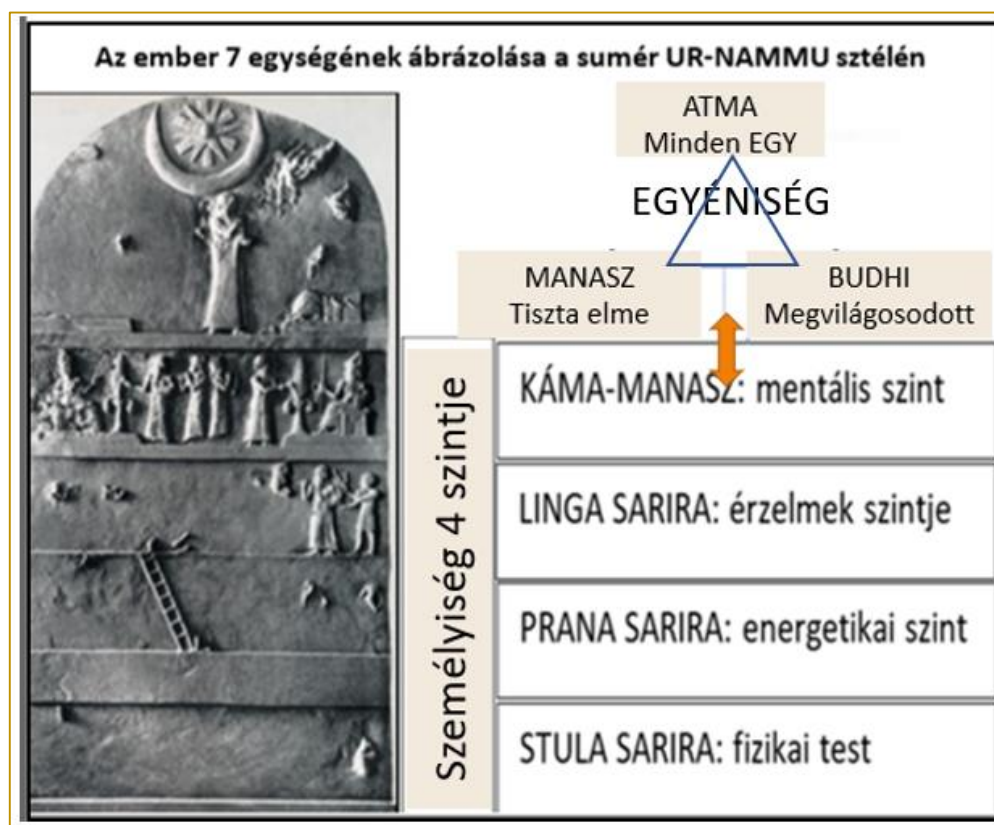 Az ember 7 egységének ábrázolása a sumér UR-NAMMU sztélén
ATMA
Minden EGY
EGYÉNISÉG
MANASZ
Tiszta elme
BUDHI
Megvilágosodott
Személyiség 4 szintje
KÁMA-MANASZ: mentális szint
LINGA SARIRA: érzelmek szintje
PRANA SARIRA: energetikai szint
STULA SARIRA: fizikai test